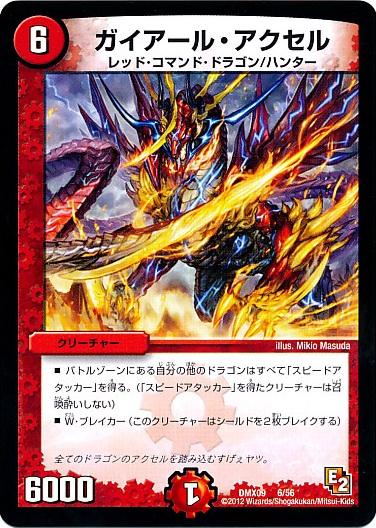 6
ガイアール・アクセル
レッド・コマンド・ドラゴン/ハンター
illus. Mikio Masuda
クリーチャー
■ バトルゾーンにある自分の他のドラゴンはすべて「スピードア
タッカー」を得る。(「スピードアタッカー」を得たクリーチャーは召
喚酔いしない)
■ W・ブレイカー (このクリーチャーはシールドを2枚ブレイクする)
全てのドラゴンのアクセルを踏み込むすげぇヤツ。
6000
1
DMX09 6/56
©2012 Wizards/Shogakukan/Mitsui-Kids
E2